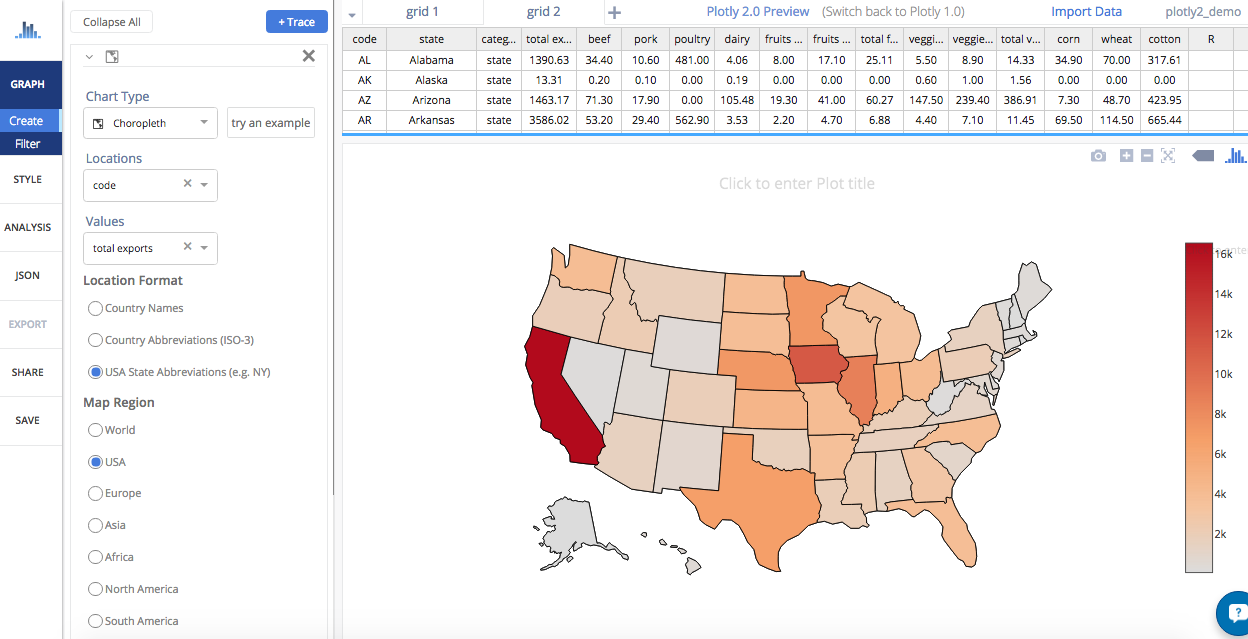 Collapse All
+ Trace
grid 1
grid 2
Plotly 2.0 Preview
(Switch back to Plotly 1.0)
Import Data
plotly2_demo
code state categ... total ex... beef pork poultry dairy fruits ... fruits ... total f... veggi... veggie... total v... corn wheat cotton R
AL Alabama state 1390.63 34.40 10.60 481.00 4.06 8.00 17.10 25.11 5.50 8.90 14.33 34.90 70.00 317.61
AK Alaska state 13.31 0.20 0.10 0.00 0.19 0.00 0.00 0.00 0.60 1.00 1.56 0.00 0.00 0.00
AZ Arizona state 1463.17 71.30 17.90 0.00 105.48 19.30 41.00 60.27 147.50 239.40 386.91 7.30 48.70 423.95
AR Arkansas state 3586.02 53.20 29.40 562.90 3.53 2.20 4.70 6.88 4.40 7.10 11.45 69.50 114.50 665.44
GRAPH
Create
Filter
STYLE
ANALYSIS
JSON
EXPORT
SHARE
SAVE
Chart Type
Choropleth
try an example
Locations
code
Values
total exports
Location Format
Country Names
Country Abbreviations (ISO-3)
USA State Abbreviations (e.g. NY)
Map Region
World
USA
Europe
Asia
Africa
North America
South America
Click to enter Plot title
16k
14k
12k
10k
8k
6k
4k
2k